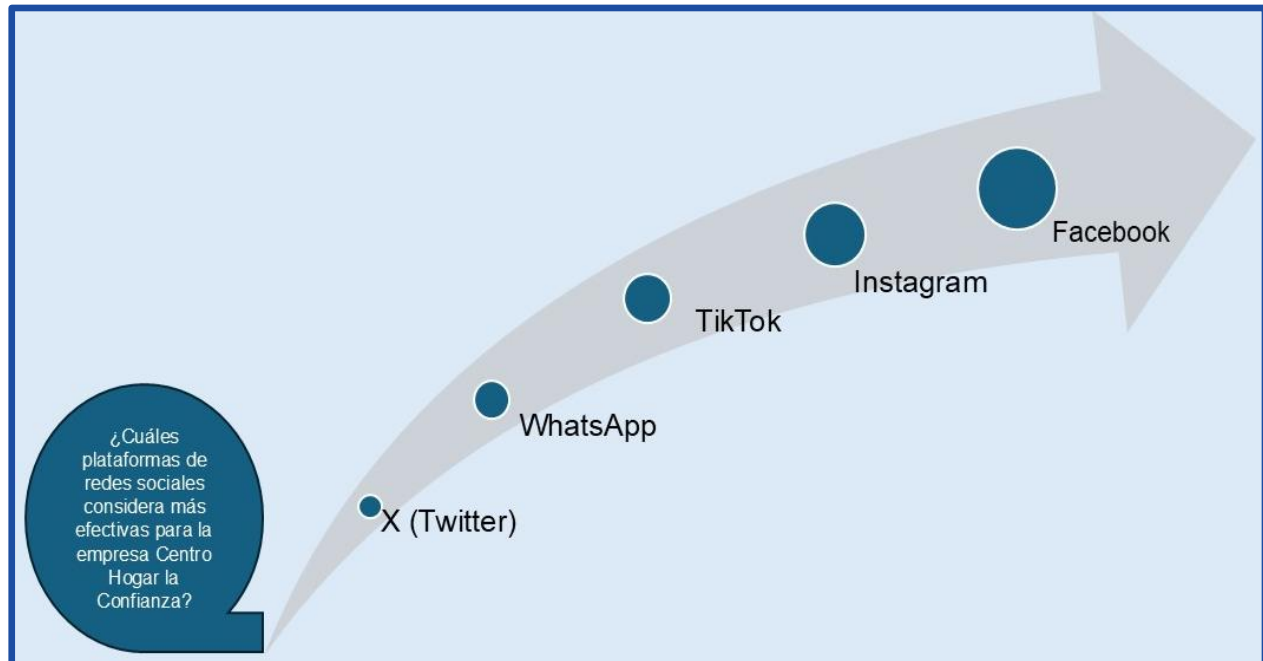 ¿Cuáles
plataformas de
redes sociales
considera más
efectivas para la
empresa Centro
Hogar la
Confianza?
X (Twitter)
WhatsApp
TikTok
Instagram
Facebook